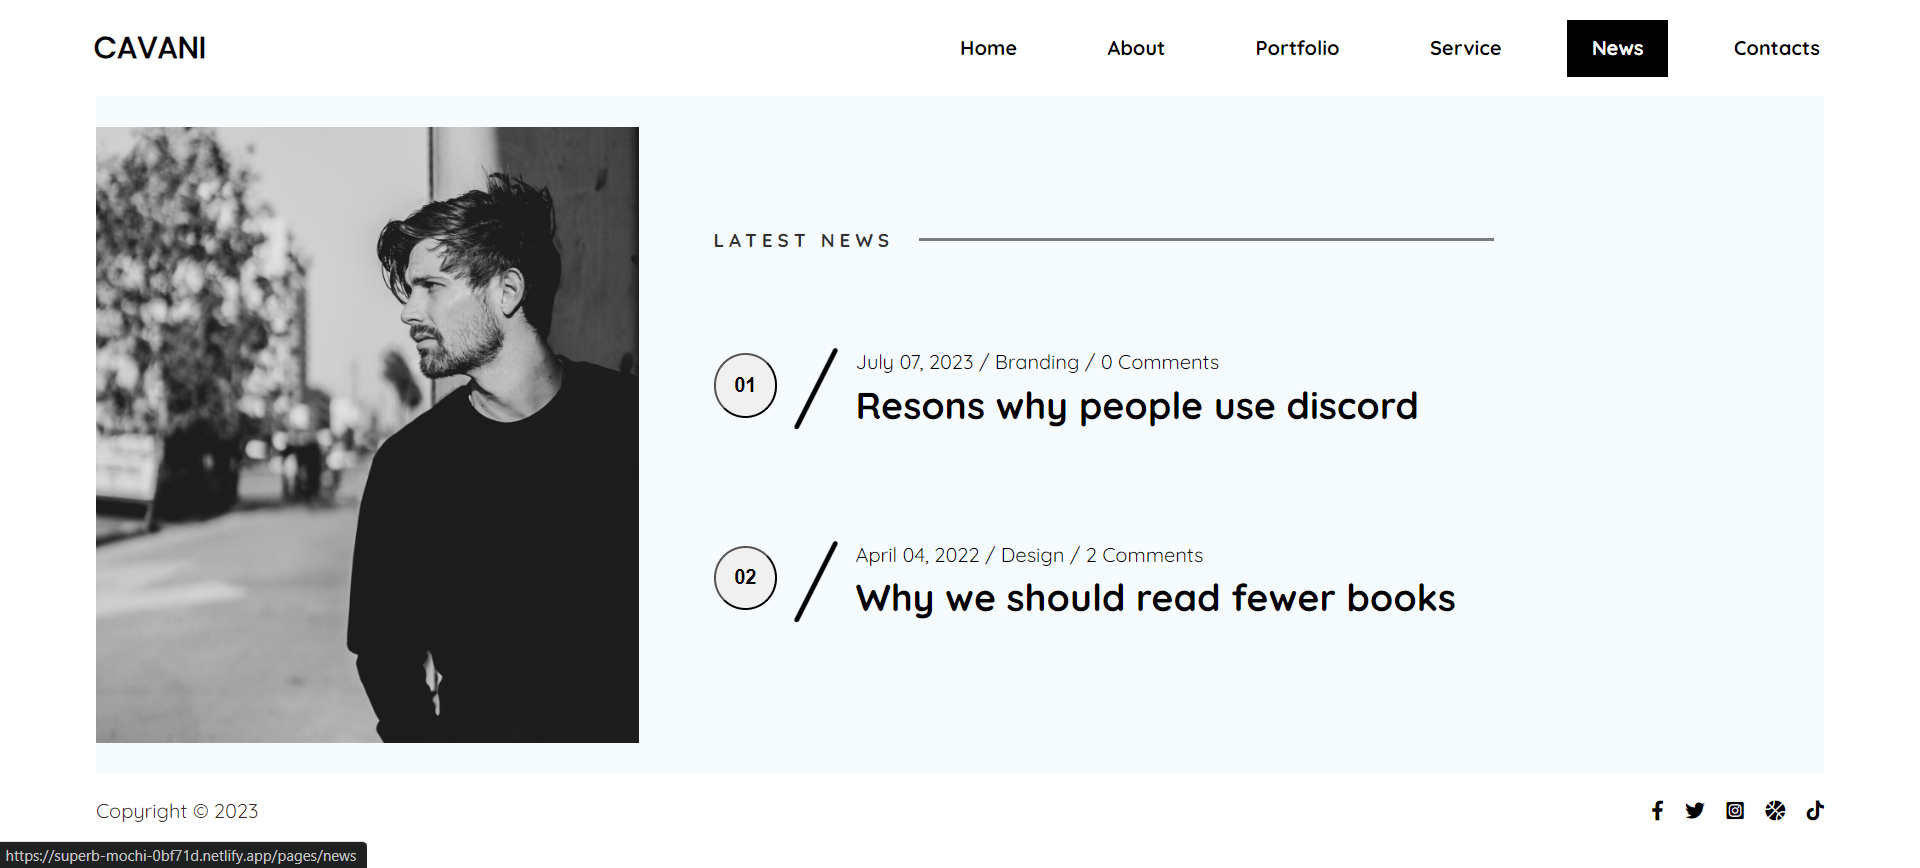 CAVANI
Home
About
Portfolio
Service
News
Contacts
LATEST NEWS
01
July 07, 2023 / Branding / 0 Comments
Resons why people use discord
02
April 04, 2022 / Design / 2 Comments
Why we should read fewer books
Copyright © 2023
https://superb-mochi-0bf71d.netlify.app/pages/news